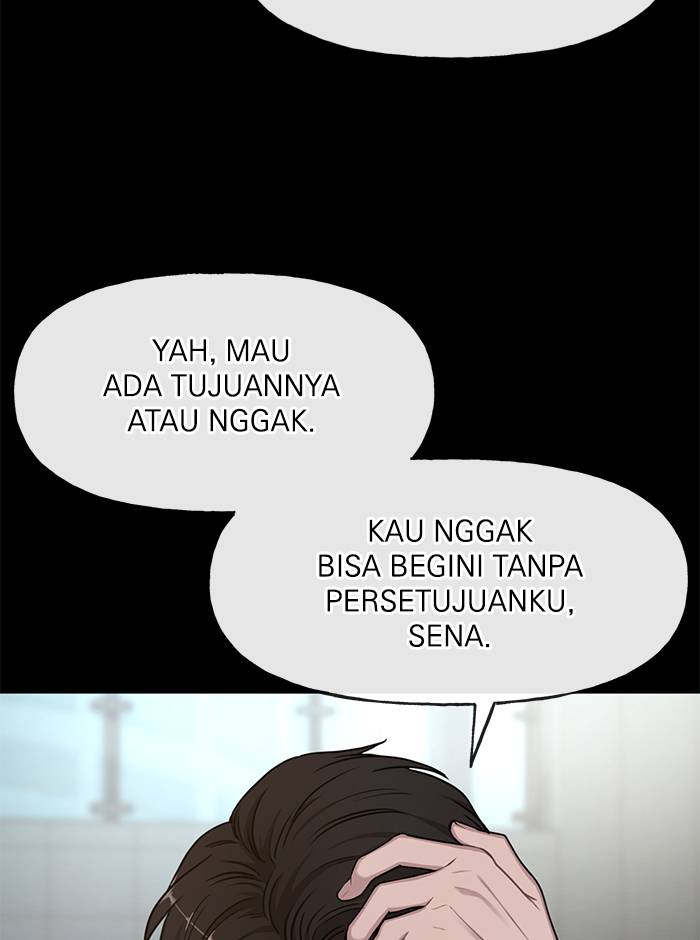 YAH, MAU
ADA TUJUANNYA
ATAU NGGAK.
KAU NGGAK
BISA BEGINI TANPA
PERSETUJUANKU,
SENA.